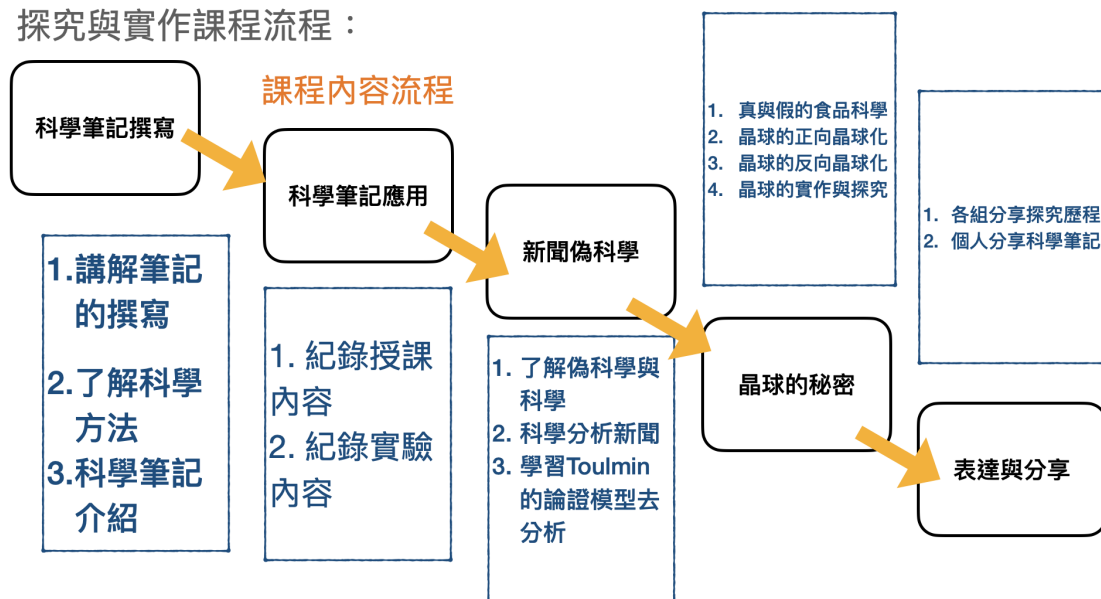 探究與實作課程流程：
課程內容流程
科學筆記撰寫
1.講解筆記
的撰寫
2.了解科學
方法
3.科學筆記
介紹
科學筆記應用
1. 紀錄授課
內容
2. 紀錄實驗
內容
新聞偽科學
1. 了解偽科學與
科學
2. 科學分析新聞
3. 學習Toulmin
的論證模型去
分析
晶球的秘密
1. 真與假的食品科學
2. 晶球的正向晶球化
3. 晶球的反向晶球化
4. 晶球的實作與探究
表達與分享
1. 各組分享探究歷程
2. 個人分享科學筆記